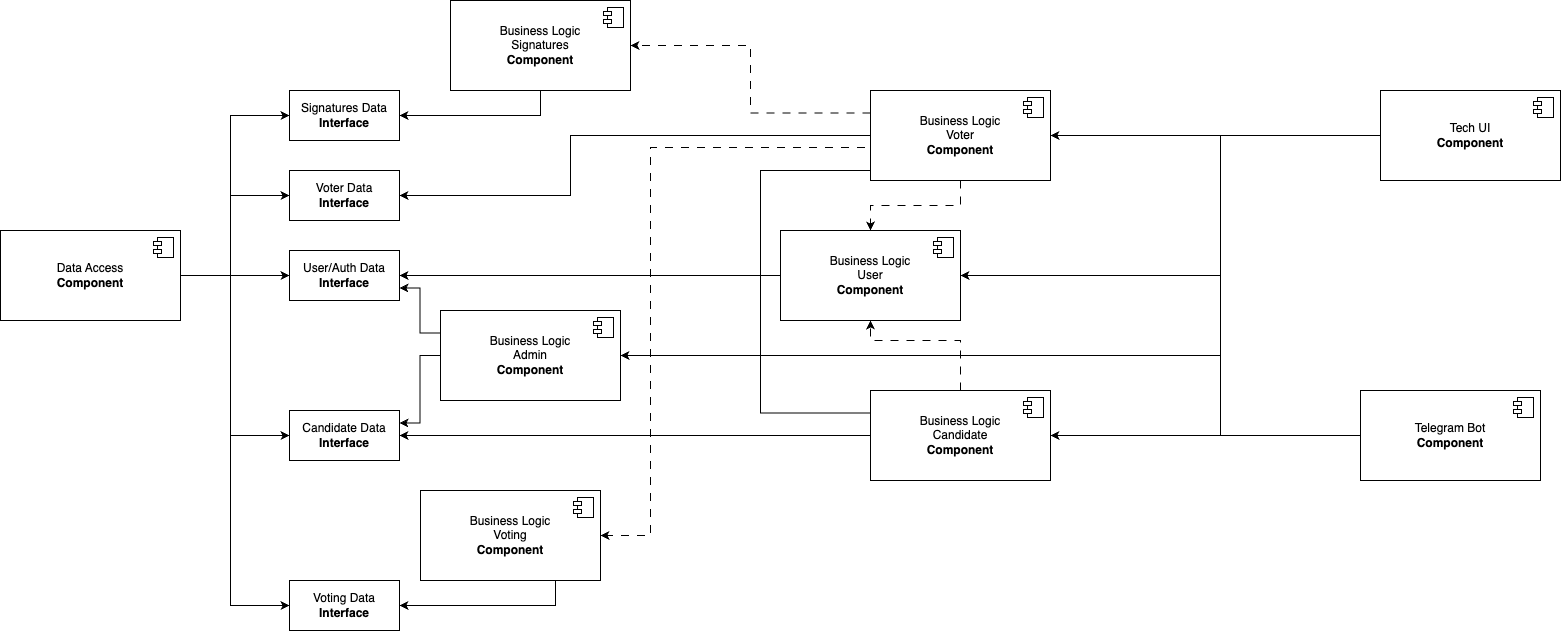 Business Logic
Signatures
Component
Signatures Data
Interface
Business Logic
Voter
Component
Tech UI
Component
Voter Data
Interface
Data Access
Component
User/Auth Data
Interface
Business Logic
User
Component
Business Logic
Admin
Component
Candidate Data
Interface
Business Logic
Candidate
Component
Telegram Bot
Component
Business Logic
Voting
Component
Voting Data
Interface